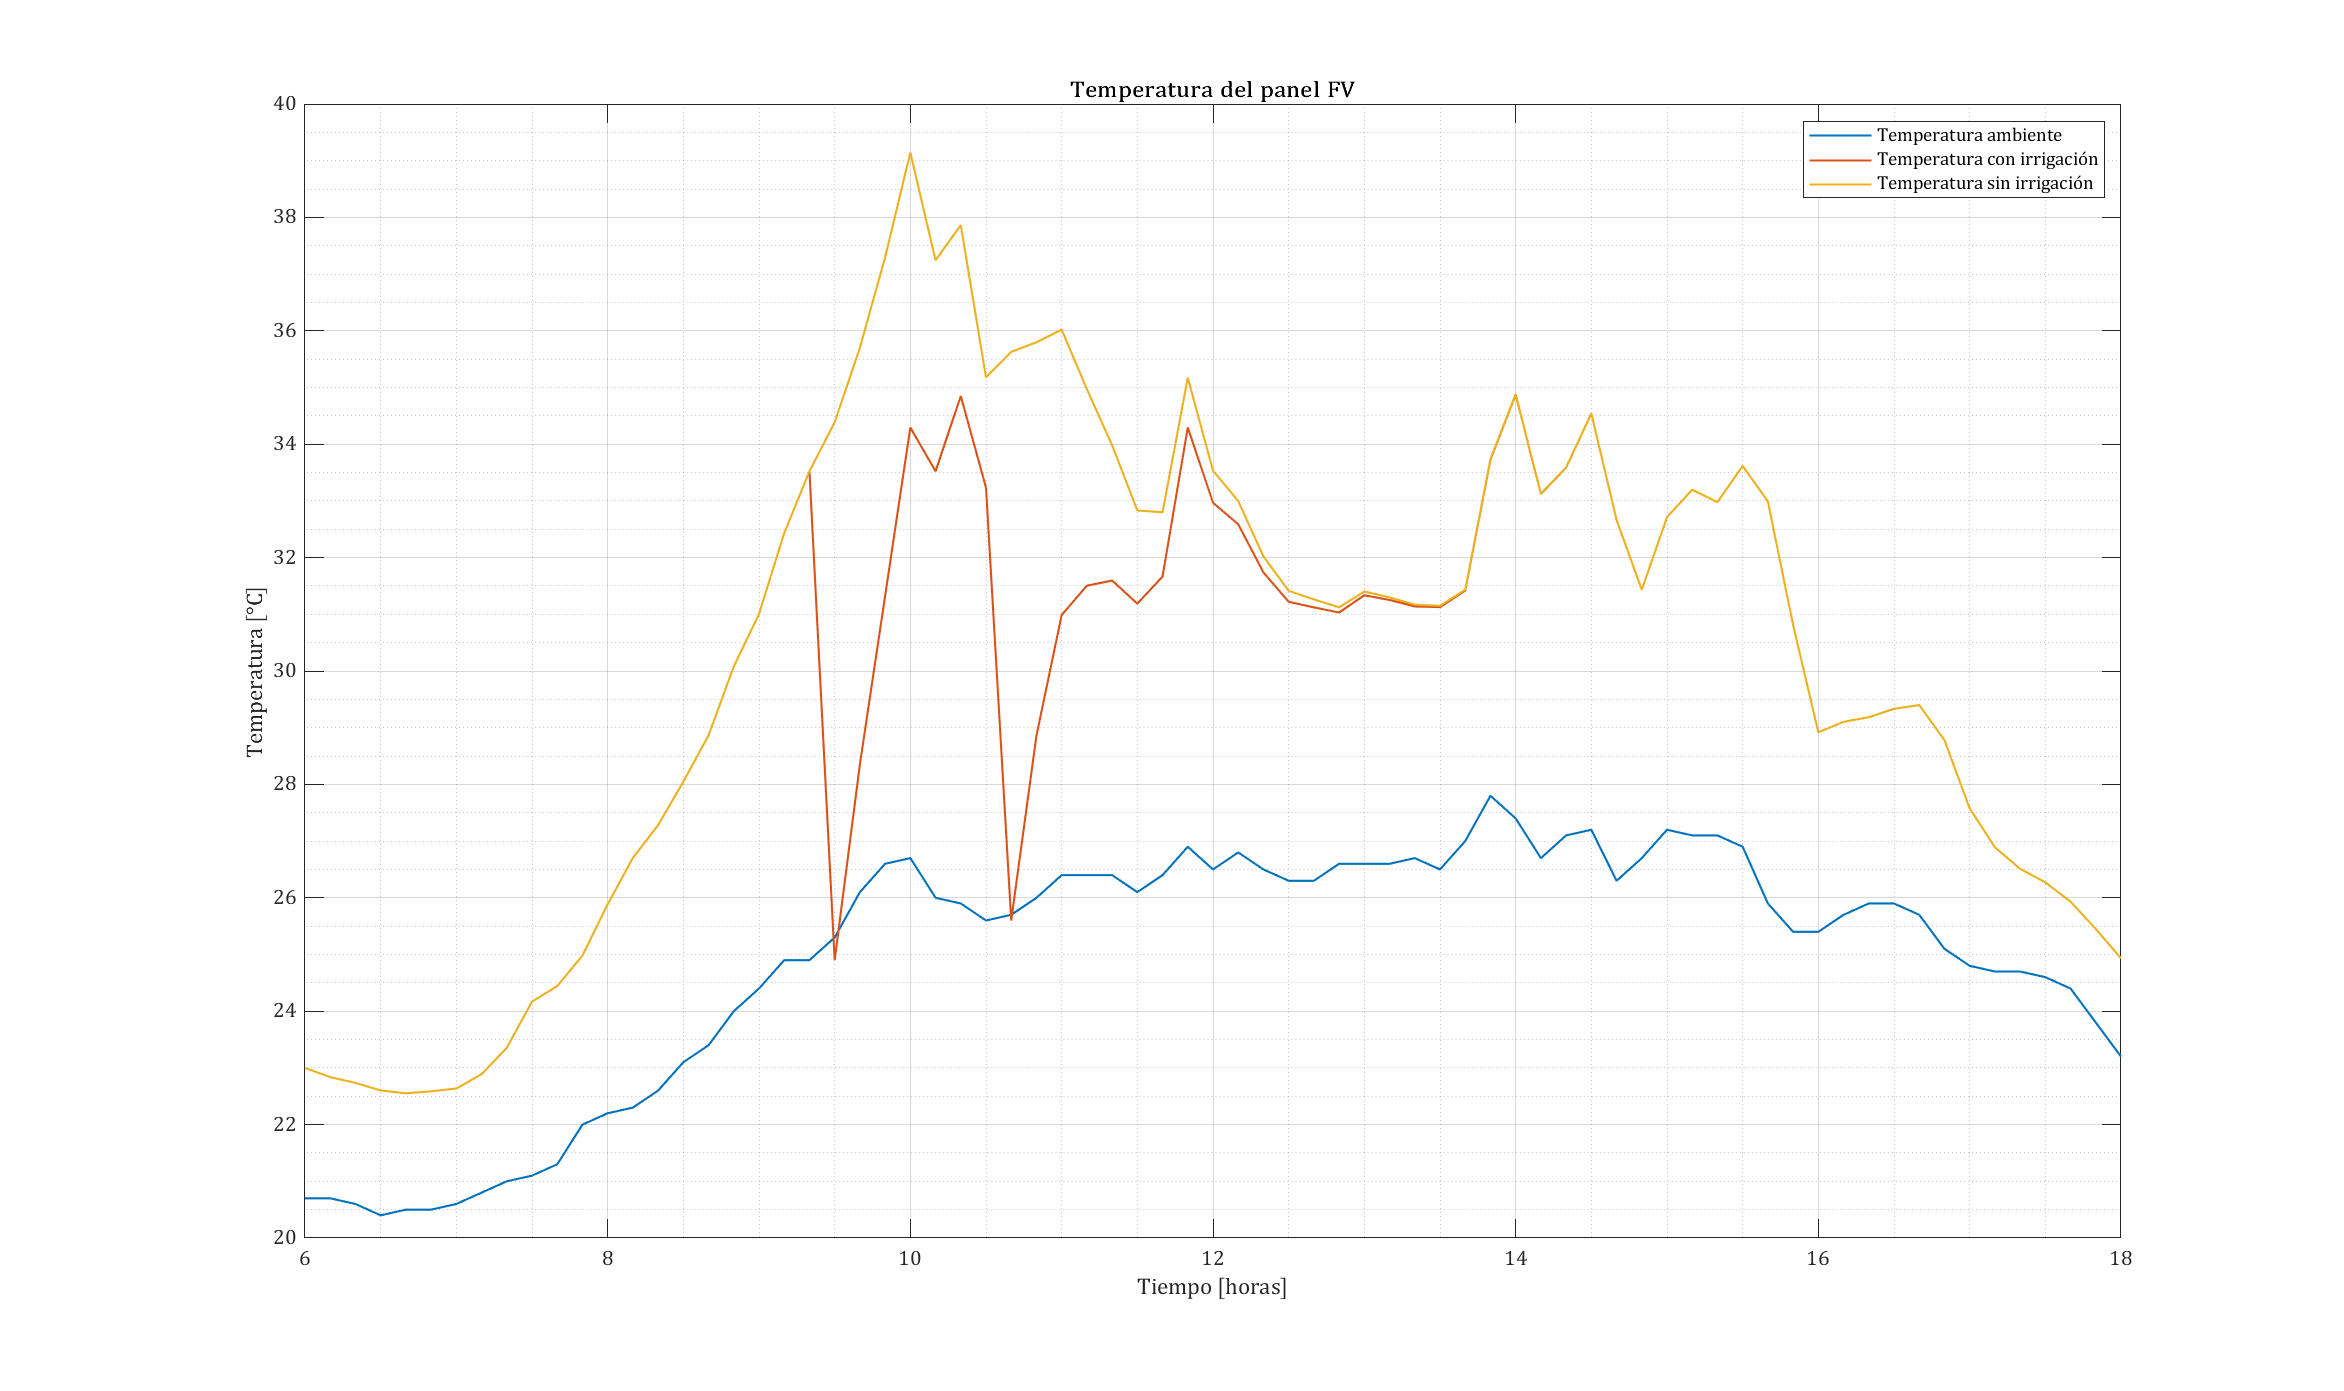 Temperatura del panel FV
Temperatura ambiente
Temperatura con irrigación
Temperatura sin irrigación
40
38
36
34
32
30
28
26
24
22
20
Temperatura [°C]
6 8 10 12 14 16 18
Tiempo [horas]